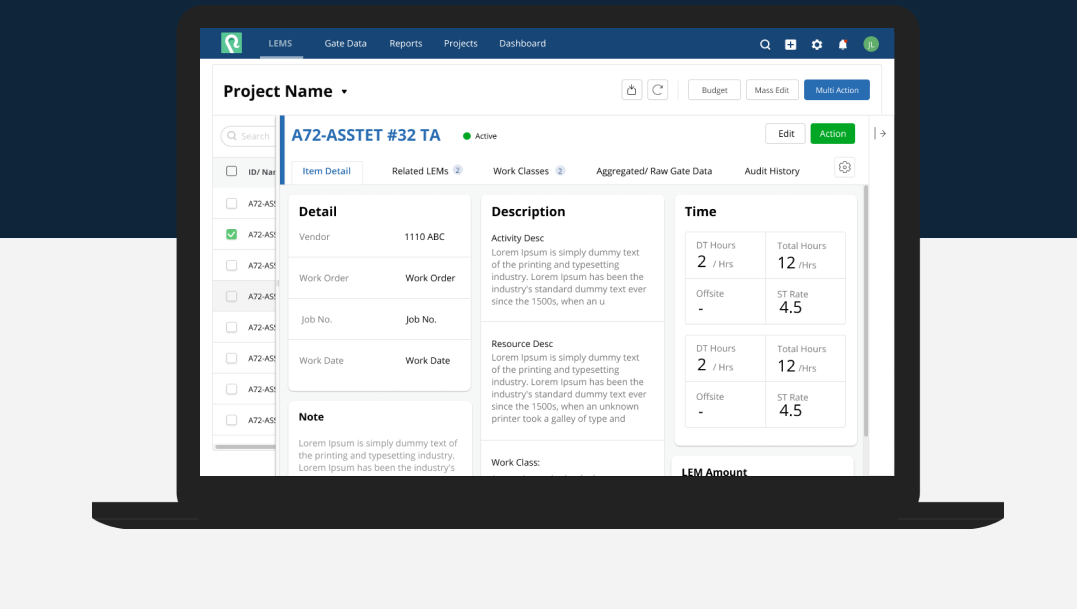 LEMS Gate Data Reports Projects Dashboard JL
Project Name
Budget Mass Edit Multi Action
Search
A72-ASSTET #32 TA Active Edit Action
Item Detail Related LEMs 2 Work Classes 2 Aggregated/ Raw Gate Data Audit History
ID/ Nar
A72-ASS
A72-ASS
A72-ASS
A72-ASS
A72-ASS
A72-ASS
A72-ASS
A72-ASS
Detail
Vendor 1110 ABC
Work Order Work Order
Job No. Job No.
Work Date Work Date
Note
Lorem Ipsum is simply dummy text of
the printing and typesetting industry.
Lorem Ipsum has been the industry's
Description
Activity Desc
Lorem Ipsum is simply dummy text
of the printing and typesetting
industry. Lorem Ipsum has been the
industry's standard dummy text ever
since the 1500s, when an u
Resource Desc
Lorem Ipsum is simply dummy text
of the printing and typesetting
industry. Lorem Ipsum has been the
industry's standard dummy text ever
since the 1500s, when an unknown
printer took a galley of type and
Work Class:
Time
DT Hours Total Hours
2 / Hrs 12 /Hrs
Offsite ST Rate
- 4.5
DT Hours Total Hours
2 / Hrs 12 /Hrs
Offsite ST Rate
- 4.5
LEM Amount